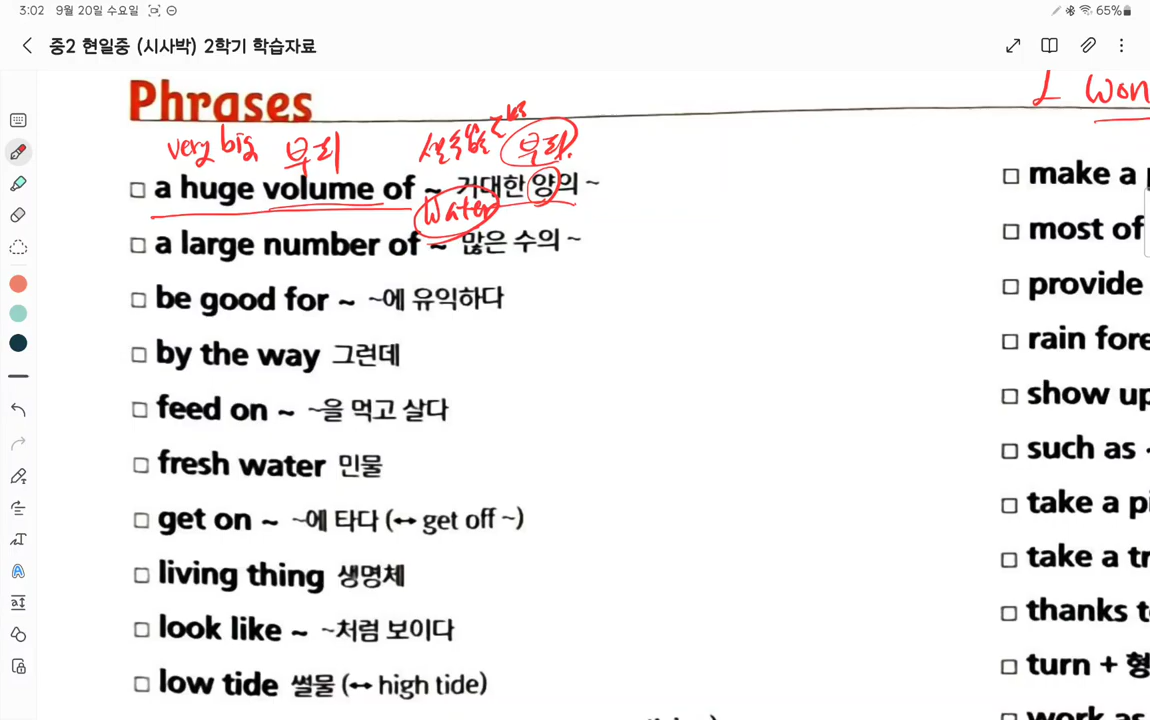 3:02 9월 20일 수요일 65%
중2 현일중 (시사박) 2학기 학습자료
Phrases
I won
very big 부피 셀 수 없는 부피.
a huge volume of ~ 거대한 양의 ~
Water
a large number of ~ 많은 수의 ~
be good for ~ ~에 유익하다
by the way 그런데
feed on ~ ~을 먹고 살다
fresh water 민물
get on ~ ~에 타다 (↔ get off ~)
living thing 생명체
look like ~ ~처럼 보이다
low tide 썰물 (↔ high tide)
make a
most of
provide
rain fore
show up
such as
take a pi
take a tr
thanks t
turn + 형
work as